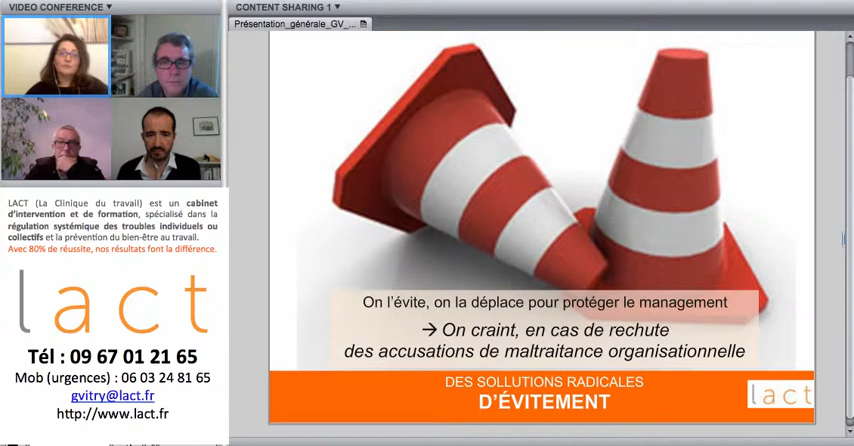 VIDEO CONFERENCE
CONTENT SHARING 1
Présentation_générale_GV_...
LACT (La Clinique du travail) est un cabinet
d'intervention et de formation, spécialisé dans la
régulation systémique des troubles individuels ou
collectifs et la prévention du bien-être au travail.
Avec 80% de réussite, nos résultats font la différence.
lact
Tél : 09 67 01 21 65
Mob (urgences) : 06 03 24 81 65
gvitry@lact.fr
http://www.lact.fr
On l'évite, on la déplace pour protéger le management
→ On craint, en cas de rechute
des accusations de maltraitance organisationnelle
DES SOLLUTIONS RADICALES
D'ÉVITEMENT
lact